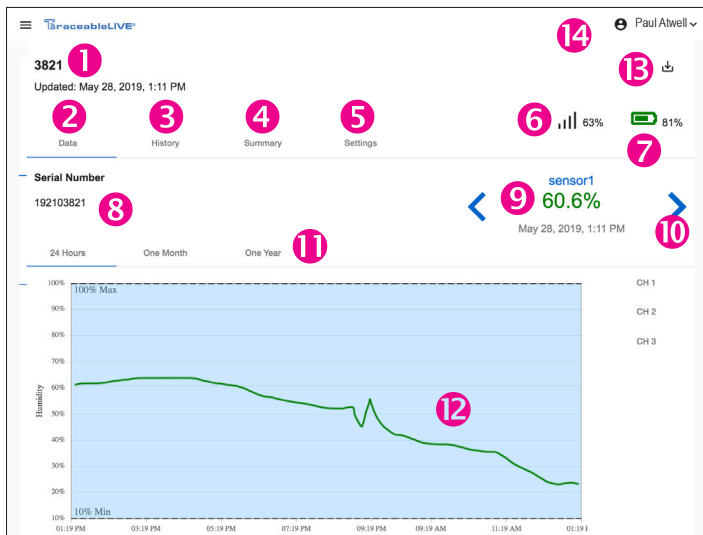 TraceableLIVE®
14
Paul Atwell
3821
1
13
Updated: May 28, 2019, 1:11 PM
2
3
4
5
6
63%
81%
Data
History
Summary
Settings
7
Serial Number
192103821
8
sensor1
9
60.6%
May 28, 2019, 1:11 PM
10
24 Hours
One Month
One Year
11
100%
100% Max
90%
80%
70%
60%
50%
40%
30%
20%
10%
10% Min
Humidity
12
CH 1
CH 2
CH 3
01:19 PM
03:19 PM
05:19 PM
07:19 PM
09:19 PM
09:19 AM
11:19 AM
01:19